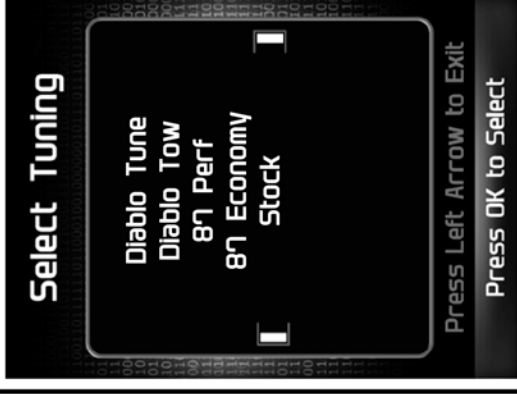 Select Tuning
Diablo Tune
Diablo Tow
87 Perf
87 Economy
Stock
Press Left Arrow to Exit
Press OK to Select